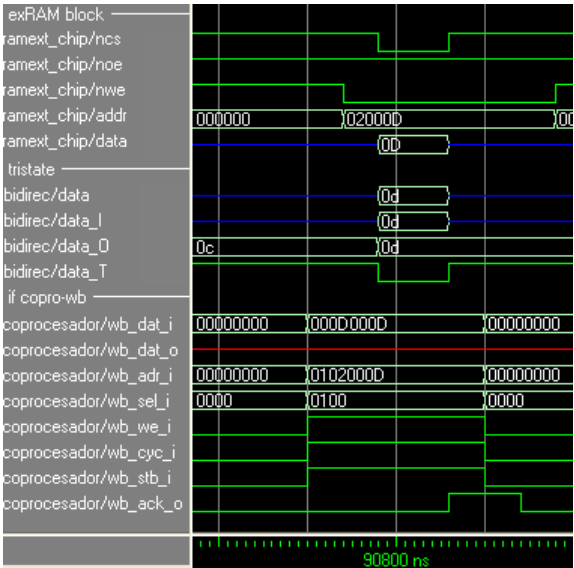 exRAM block
ramext_chip/ncs
ramext_chip/noe
ramext_chip/nwe
ramext_chip/addr 000000 02000D 00
ramext_chip/data 0D
tristate
bidirec/data 0d
bidirec/data_I 0d
bidirec/data_O 0c 0d
bidirec/data_T
if copro-wb
coprocesador/wb_dat_i 00000000 000D000D 00000000
coprocesador/wb_dat_o
coprocesador/wb_adr_i 00000000 0102000D 00000000
coprocesador/wb_sel_i 0000 0100 0000
coprocesador/wb_we_i
coprocesador/wb_cyc_i
coprocesador/wb_stb_i
coprocesador/wb_ack_o
90800 ns